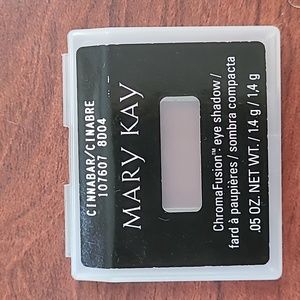 CINNABAR/CINABRE
107607 8D04
MARY KAY
ChromaFusion™ eye shadow /
fard à paupières / sombra compacta
.05 OZ. NET WT. / 1.4 g / 1,4 g